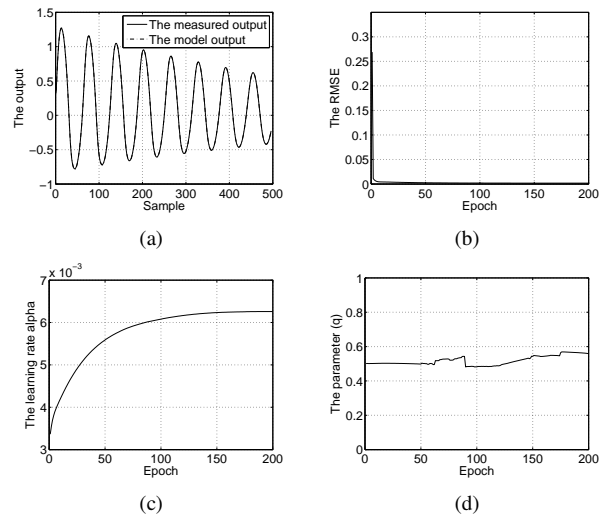 The measured output
The model output
1.5
1
0.5
0
−0.5
−1
The output
0 100 200 300 400 500
Sample
(a)
0.3
0.25
0.2
0.15
0.1
0.05
0
The RMSE
0 50 100 150 200
Epoch
(b)
x 10−3
7
6
5
4
3
The learning rate alpha
0 50 100 150 200
Epoch
(c)
1
0.8
0.6
0.4
0.2
0
The parameter (q)
0 50 100 150 200
Epoch
(d)